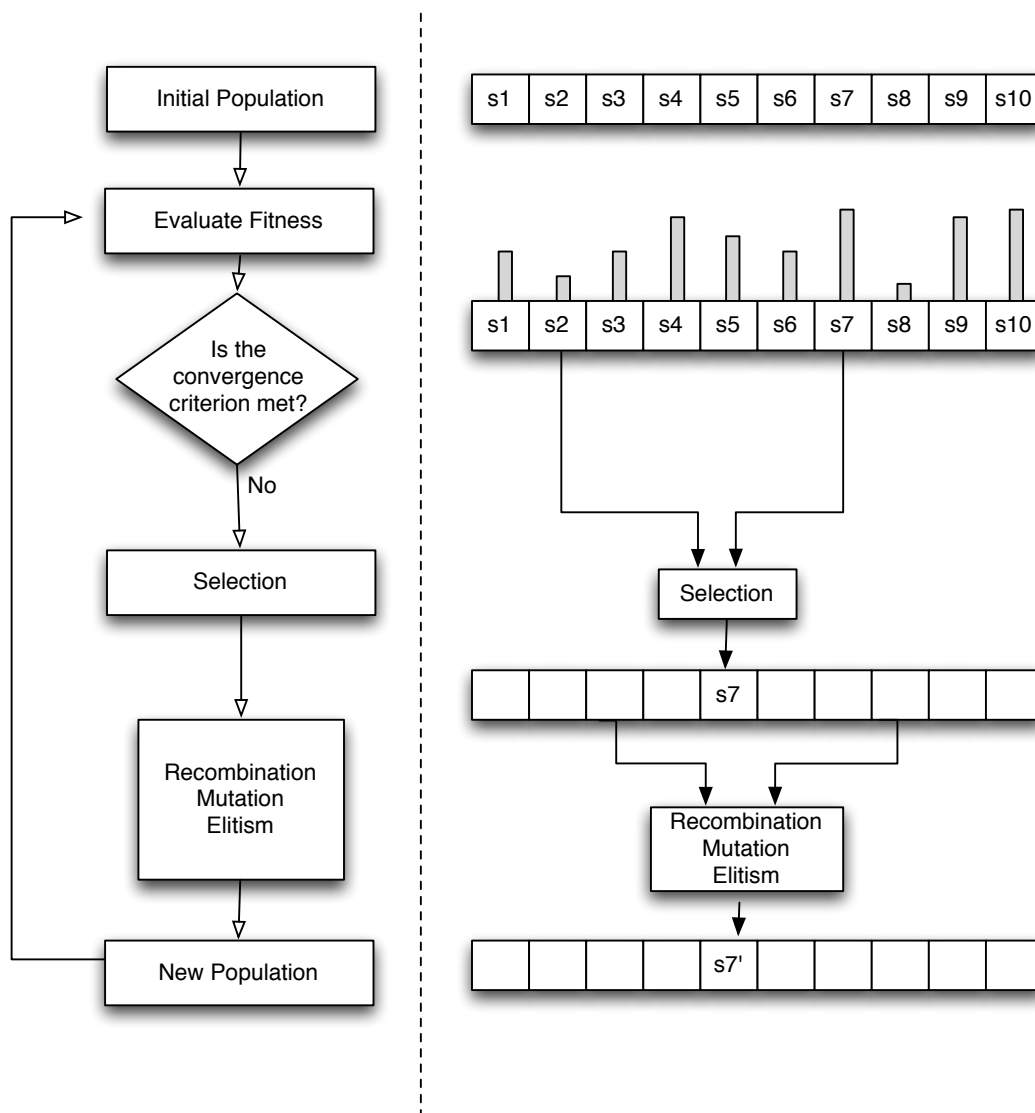 Initial Population
Evaluate Fitness
Is the
convergence
criterion met?
No
Selection
Recombination
Mutation
Elitism
New Population
s1 s2 s3 s4 s5 s6 s7 s8 s9 s10
s1 s2 s3 s4 s5 s6 s7 s8 s9 s10
Selection
s7
Recombination
Mutation
Elitism
s7'